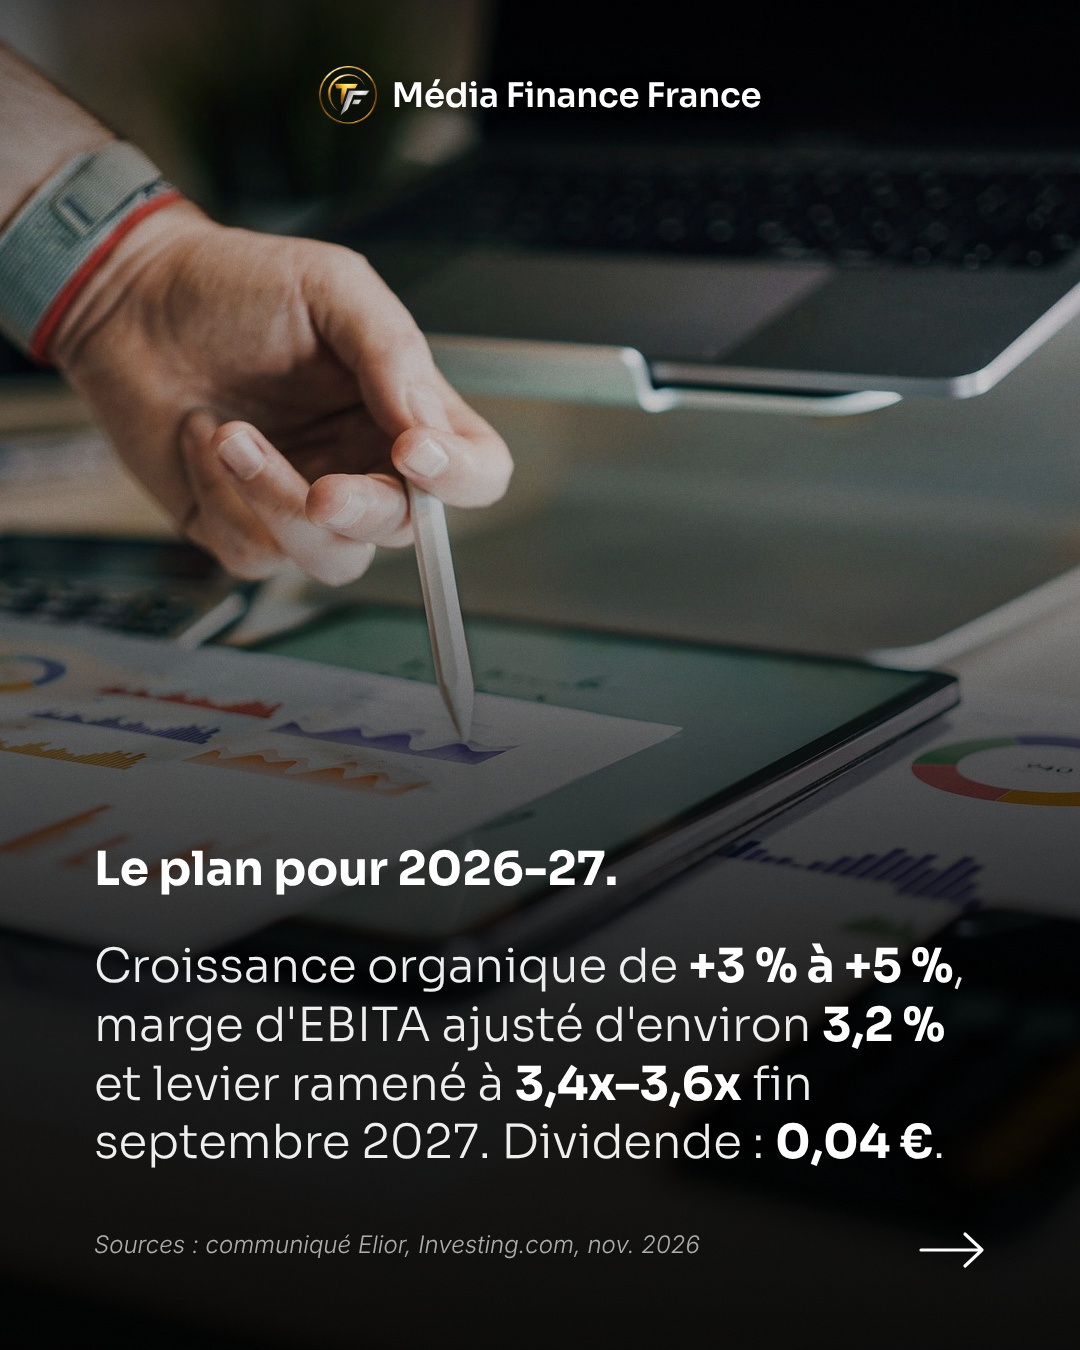 TF Média Finance France
Le plan pour 2026-27.
Croissance organique de +3 % à +5 %,
marge d'EBITA ajusté d'environ 3,2 %
et levier ramené à 3,4x–3,6x fin
septembre 2027. Dividende : 0,04 €.
Sources : communiqué Elior, Investing.com, nov. 2026